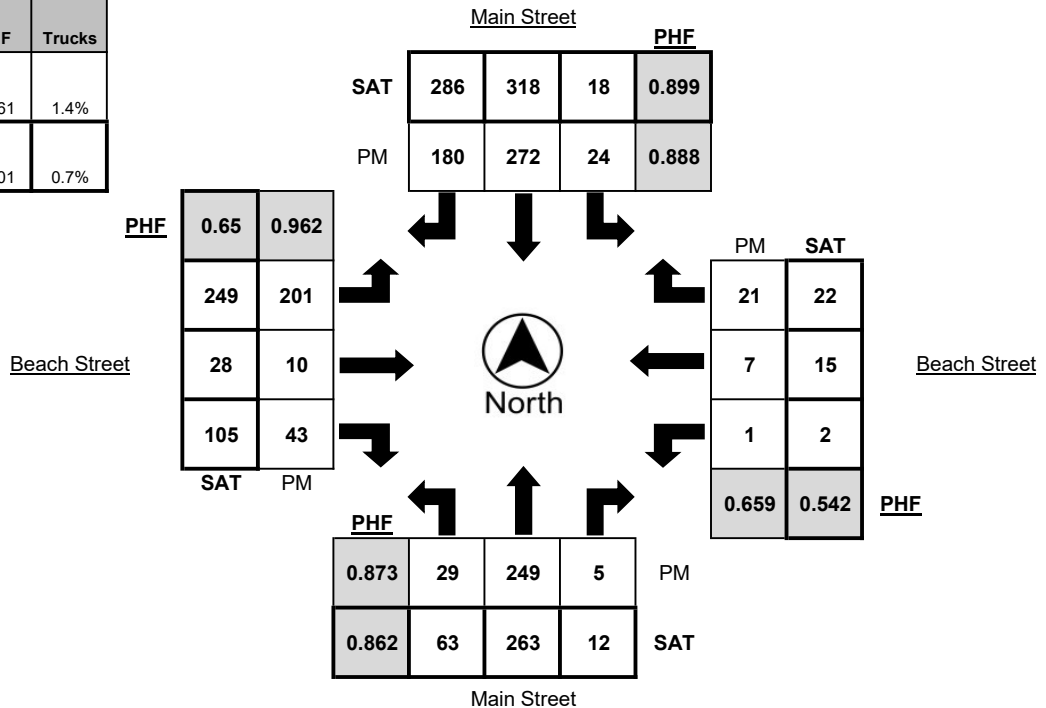 Main Street
F Trucks
PHF
SAT 286 318 18 0.899
61 1.4%
PM 180 272 24 0.888
01 0.7%
PHF 0.65 0.962
PM SAT
249 201
21 22
Beach Street 28 10
North
7 15 Beach Street
105 43
1 2
SAT PM
0.659 0.542 PHF
PHF
0.873 29 249 5 PM
0.862 63 263 12 SAT
Main Street